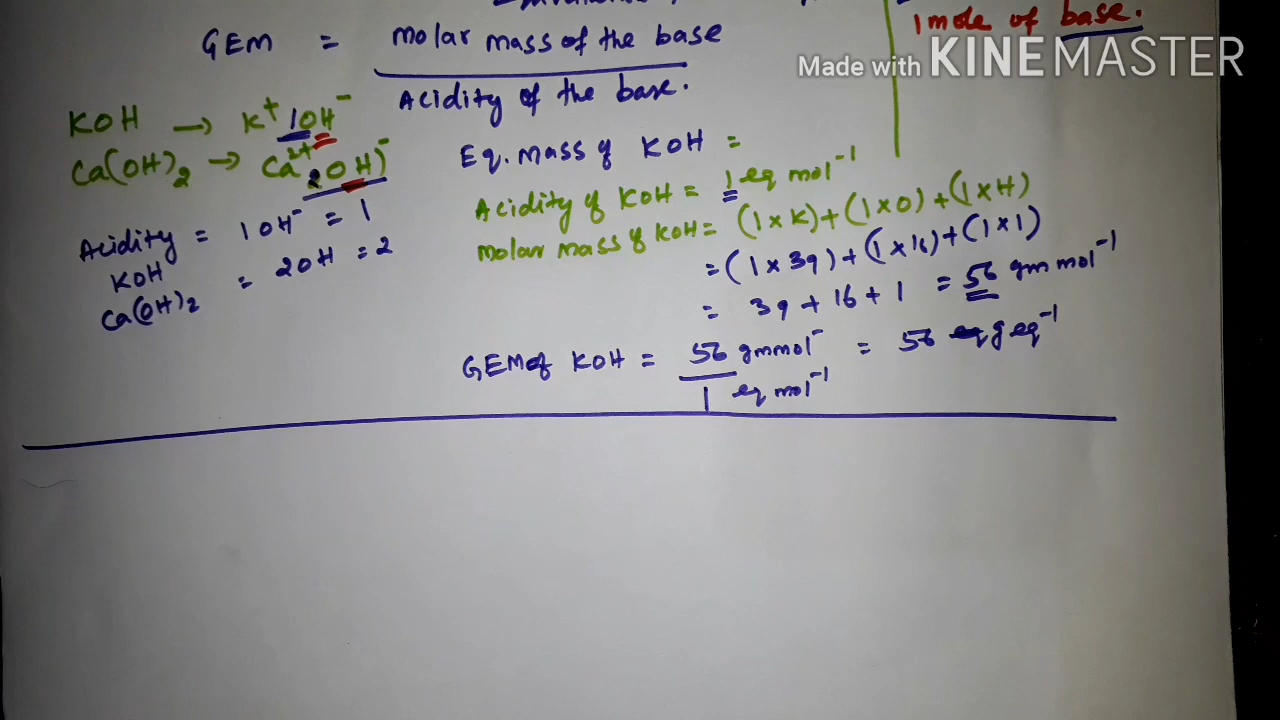 1 mole of base.
Made with KINEMASTER
GEM = molar mass of the base
Acidity of the base.
KOH → K⁺ 1OH⁻
Ca(OH)₂ → Ca²⁺ 2OH)⁻
Acidity = 1OH⁻ = 1
KOH
Ca(OH)₂ = 2OH = 2
Eq. mass of KOH =
Acidity of KOH = 1 eq mol⁻¹
Molar mass of KOH = (1×K)+(1×O)+(1×H)
= (1×39)+(1×16)+(1×1)
= 39+16+1 = 56 gm mol⁻¹
GEM of KOH = 56 gmmol⁻ = 56 g eq⁻¹
1 eq mol⁻¹